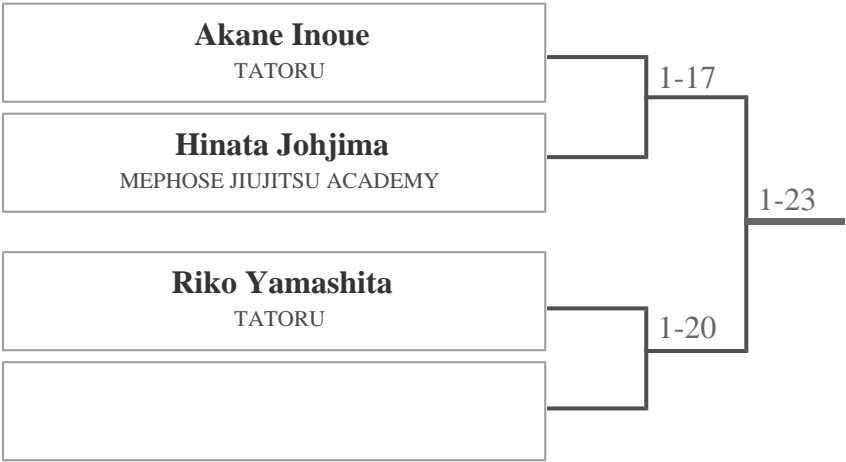 Akane Inoue
TATORU
1-17
Hinata Johjima
MEPHOSE JIUJITSU ACADEMY
1-23
Riko Yamashita
TATORU
1-20